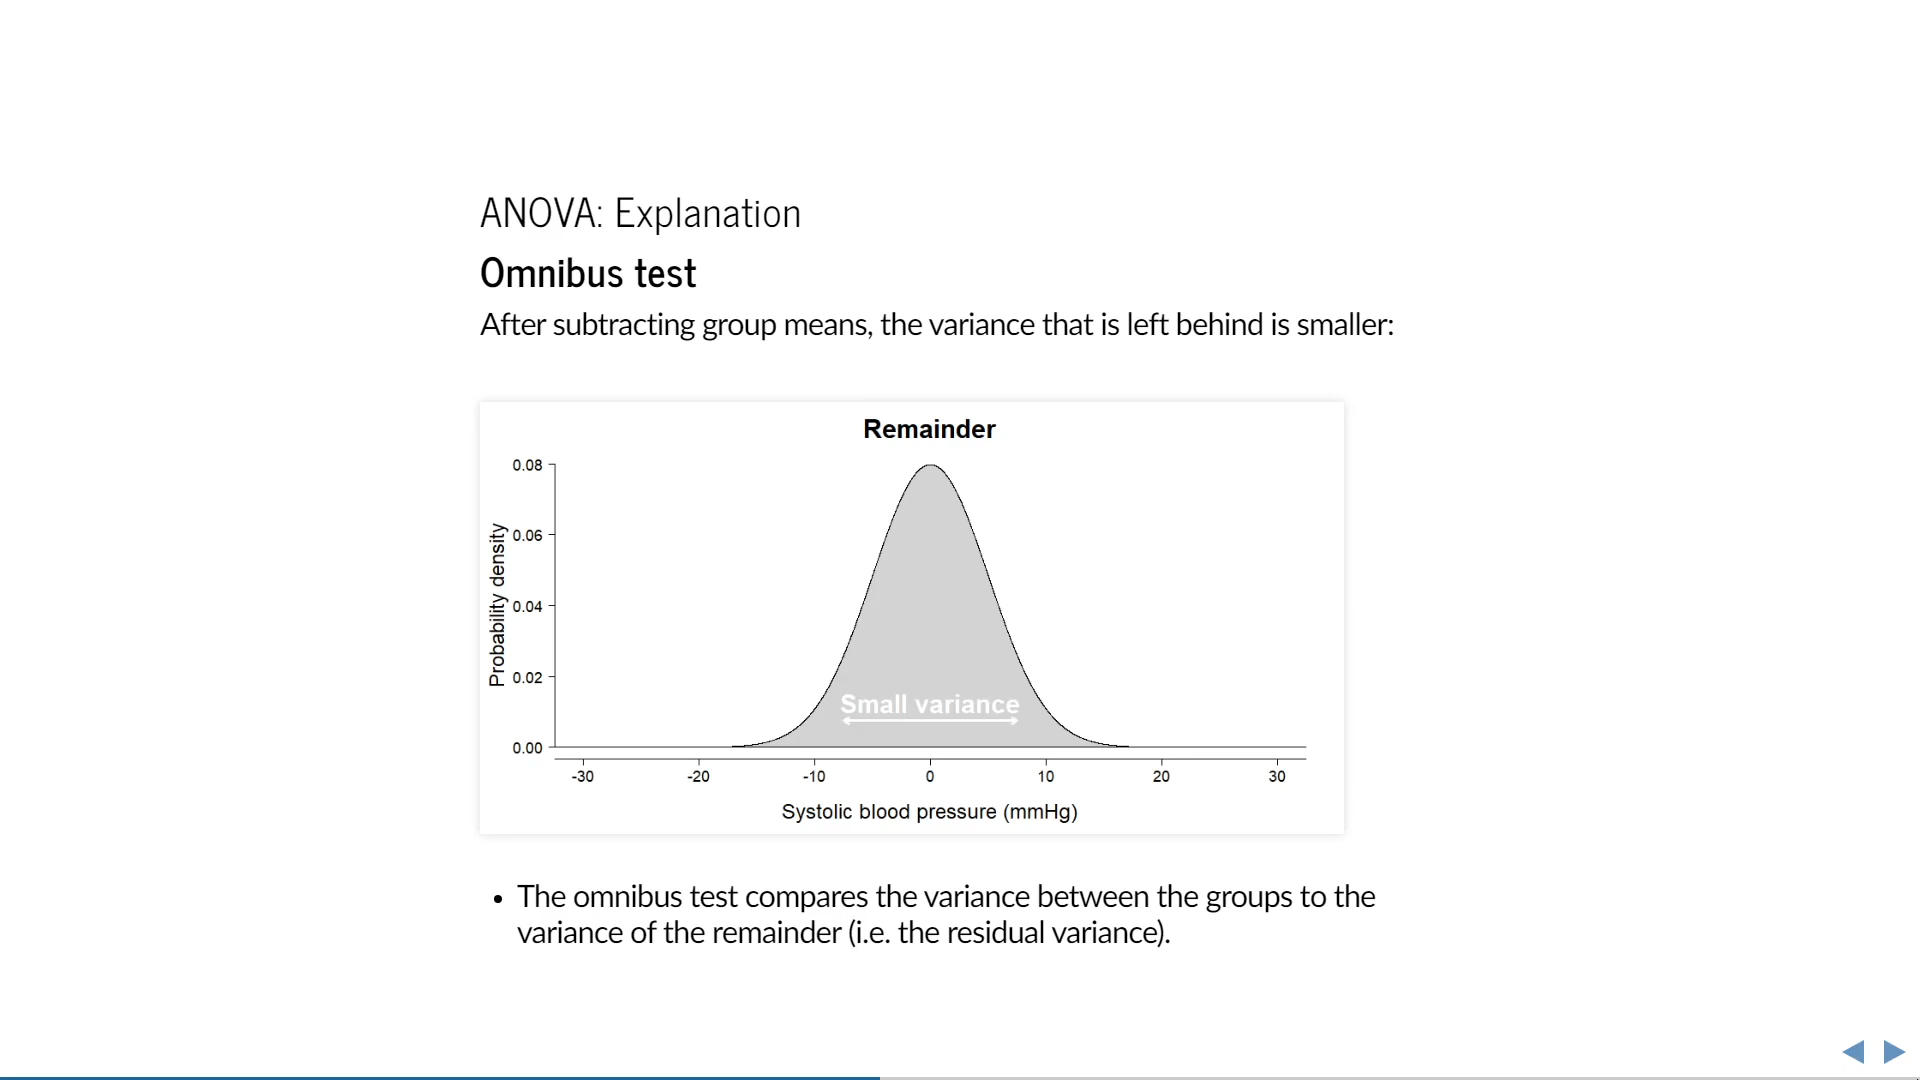 ANOVA: Explanation
Omnibus test
After subtracting group means, the variance that is left behind is smaller:
Remainder
Probability density
0.08
0.06
0.04
0.02
0.00
Small variance
-30 -20 -10 0 10 20 30
Systolic blood pressure (mmHg)
• The omnibus test compares the variance between the groups to the
variance of the remainder (i.e. the residual variance).